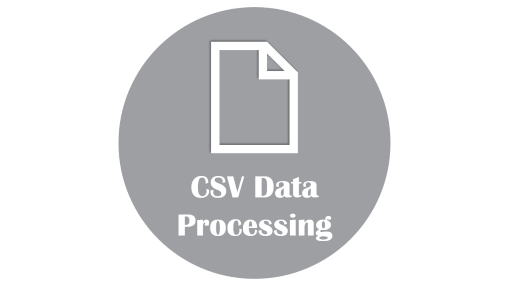 CSV Data
Processing